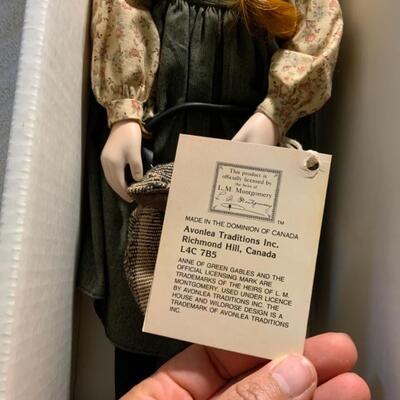 This product is
officially licensed by
the heirs of
L. M. Montgomery
L. M. Montgomery
TM
MADE IN THE DOMINION OF CANADA
Avonlea Traditions Inc.
Richmond Hill, Canada
L4C 7B5
ANNE OF GREEN GABLES AND THE
OFFICIAL LICENSING MARK ARE
TRADEMARKS OF THE HEIRS OF L. M.
MONTGOMERY, USED UNDER LICENCE
BY AVONLEA TRADITIONS INC. THE
HOUSE AND WILDROSE DESIGN IS A
TRADEMARK OF AVONLEA TRADITIONS
INC.